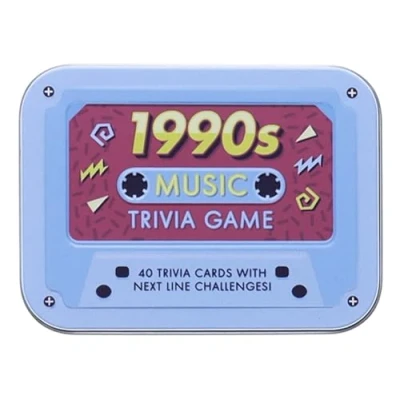 1990s
MUSIC
TRIVIA GAME
40 TRIVIA CARDS WITH
NEXT LINE CHALLENGES!